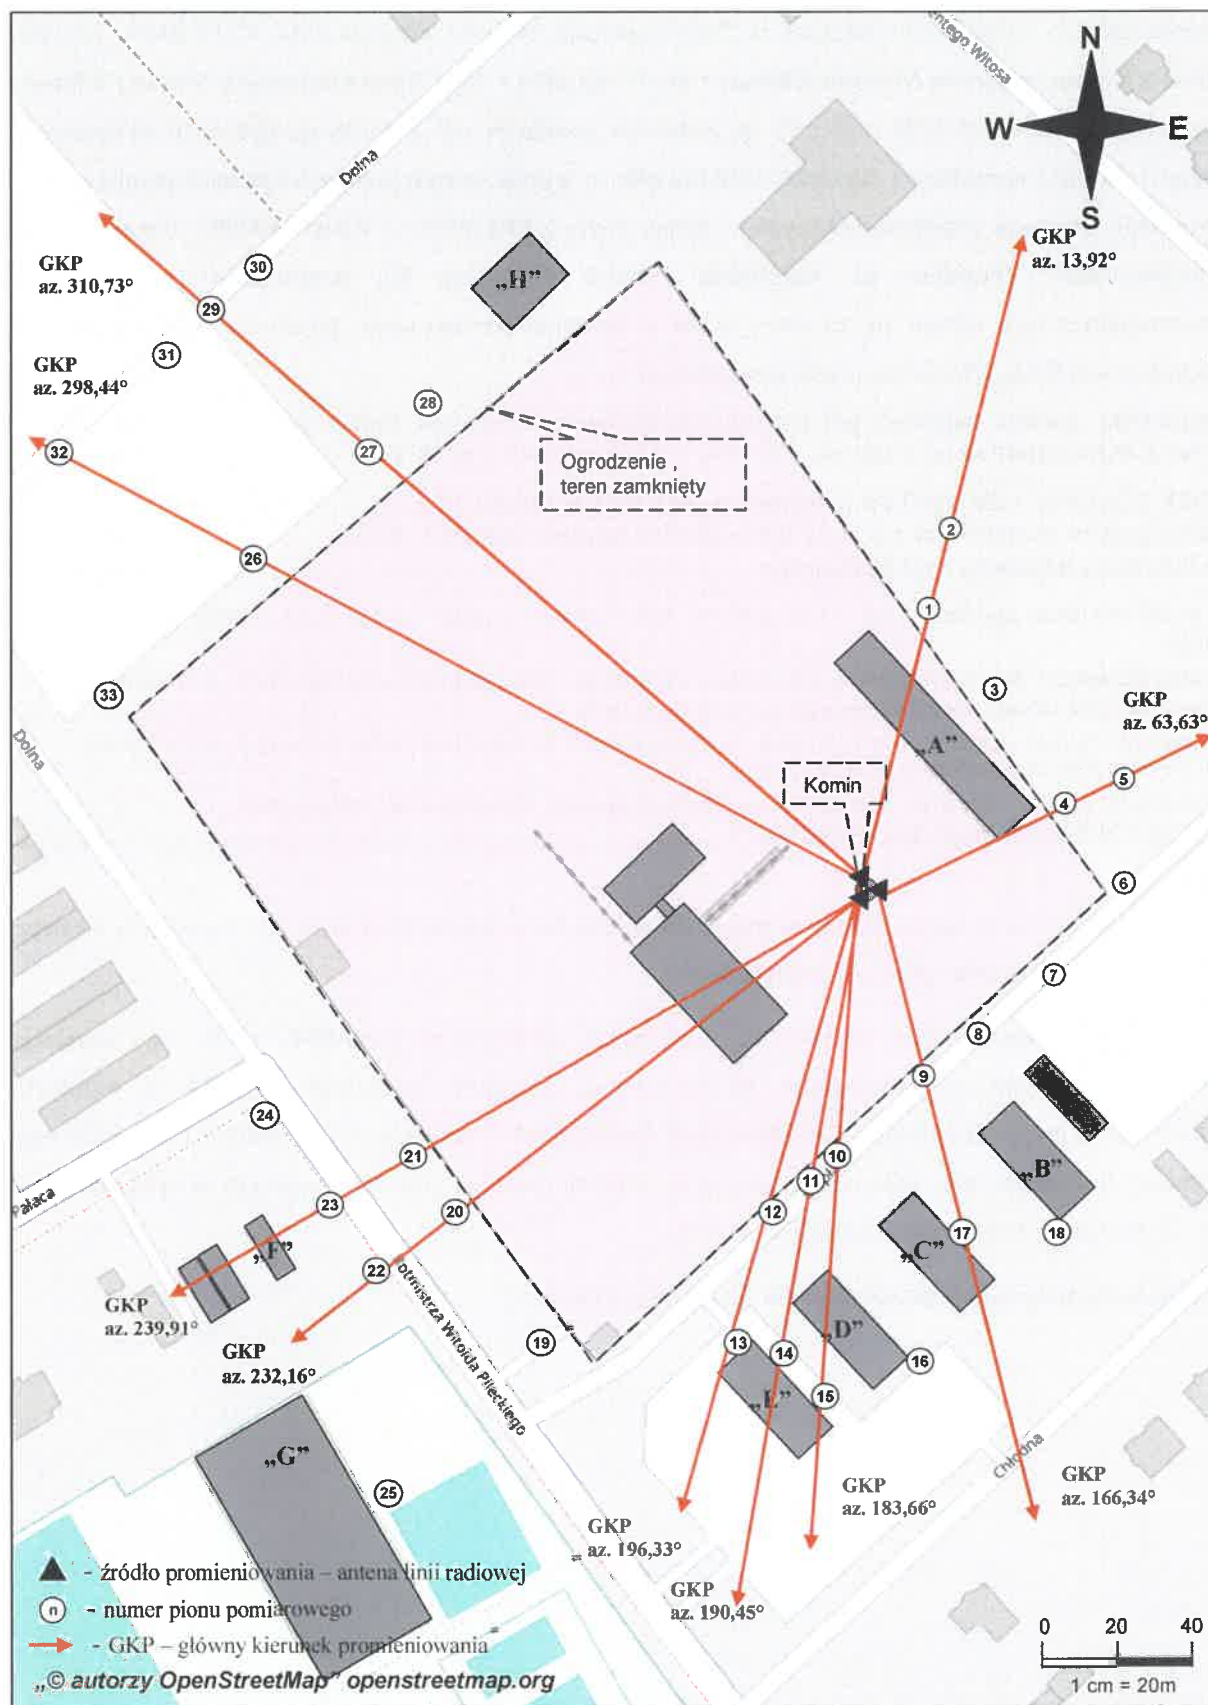 ntego Witosa
N
W E
S
Dolna
GKP
az. 13,92°
GKP
az. 310,73°
30
29
31
„H”
GKP
az. 298,44°
28
32
27
Ogrodzenie ,
teren zamknięty
2
26
1
33
3
GKP
az. 63,63°
Dolna
„A”
5
Komin
4
6
7
8
9
24
„B”
21
10
11
Pałaca
23
20
12
„C”
17
18
„F”
22
Rotmistrza Witolda Pileckiego
GKP
az. 239,91°
GKP
az. 232,16°
19
13
14
„D”
16
15
„E”
„G”
25
Chłodna
GKP
az. 166,34°
GKP
az. 183,66°
GKP
az. 196,33°
GKP
az. 190,45°
- źródło promieniowania – antena linii radiowej
n - numer pionu pomiarowego
- GKP – główny kierunek promieniowania
„© autorzy OpenStreetMap” openstreetmap.org
0 20 40
1 cm = 20m